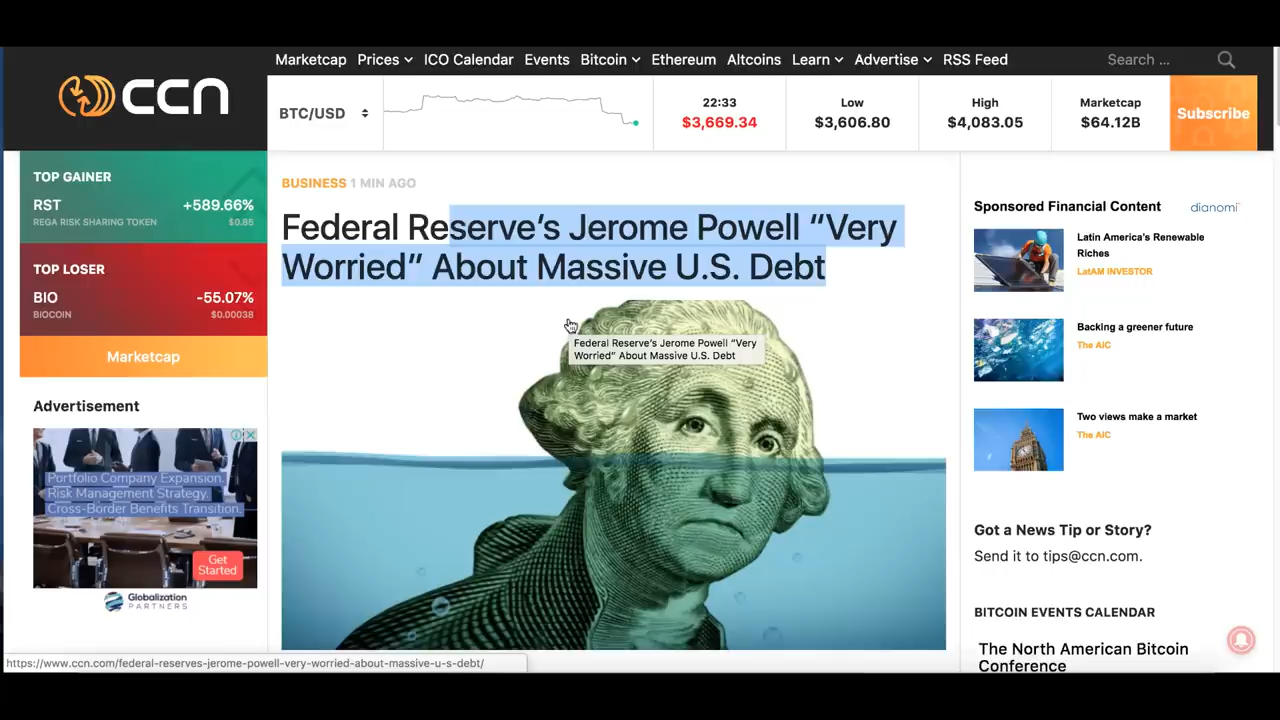 ccn
Marketcap Prices ICO Calendar Events Bitcoin Ethereum Altcoins Learn Advertise RSS Feed Search ...
BTC/USD
22:33
$3,669.34
Low
$3,606.80
High
$4,083.05
Marketcap
$64.12B
Subscribe
TOP GAINER
RST +589.66%
REGA RISK SHARING TOKEN $0.85
TOP LOSER
BIO -55.07%
BIOCOIN $0.00038
Marketcap
Advertisement
Portfolio Company Expansion.
Risk Management Strategy.
Cross-Border Benefits Transition.
Get
Started
Globalization
PARTNERS
BUSINESS 1 MIN AGO
Federal Reserve’s Jerome Powell “Very
Worried” About Massive U.S. Debt
Federal Reserve’s Jerome Powell “Very
Worried” About Massive U.S. Debt
Sponsored Financial Content dianomi
Latin America's Renewable
Riches
LatAM INVESTOR
Backing a greener future
The AIC
Two views make a market
The AIC
Got a News Tip or Story?
Send it to tips@ccn.com.
BITCOIN EVENTS CALENDAR
The North American Bitcoin
Conference
https://www.ccn.com/federal-reserves-jerome-powell-very-worried-about-massive-u-s-debt/